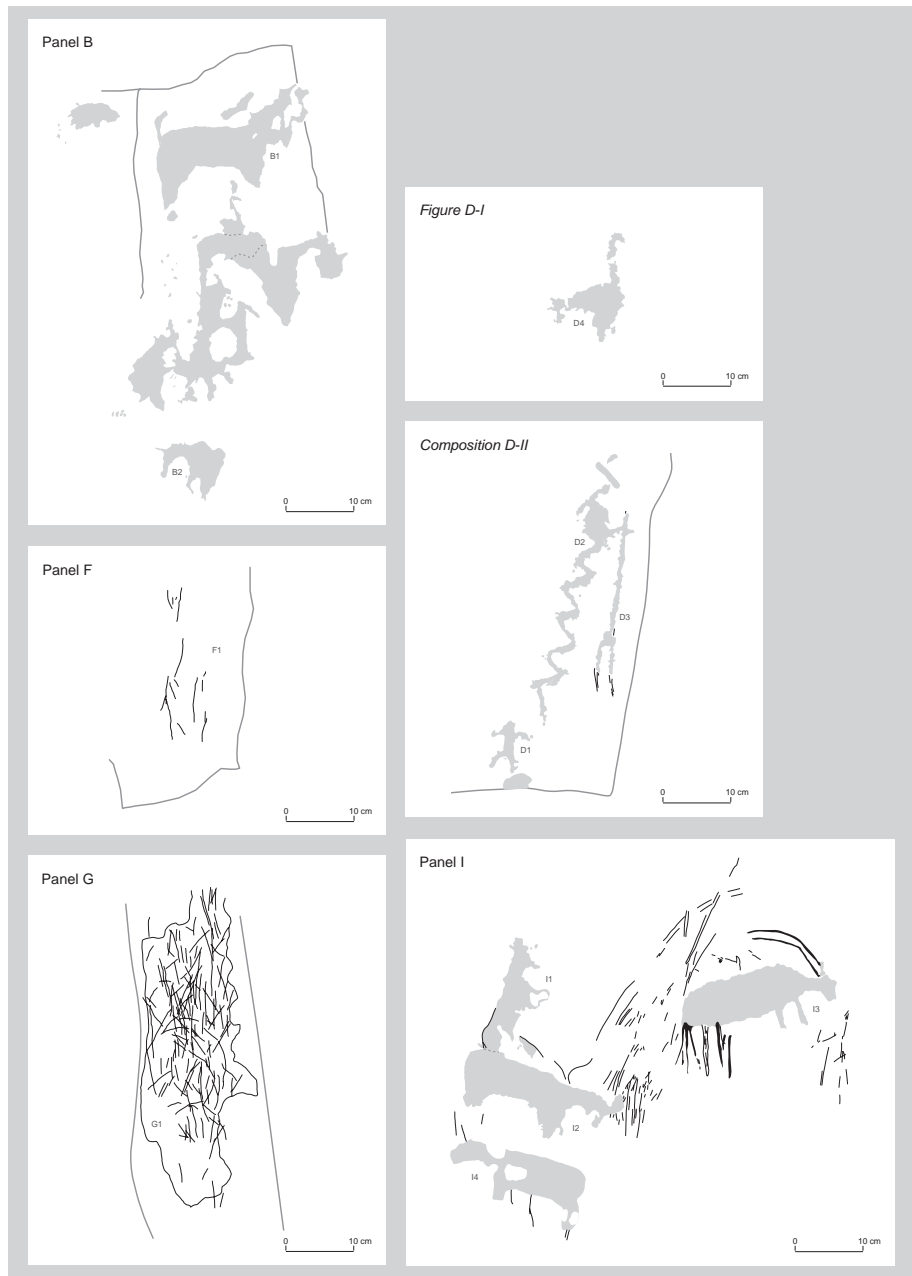 Panel B
B1
B2
0 10 cm
Figure D-I
D4
0 10 cm
Composition D-II
D2
D3
D1
0 10 cm
Panel F
F1
0 10 cm
Panel G
G1
0 10 cm
Panel I
I1
I3
I2
I4
0 10 cm